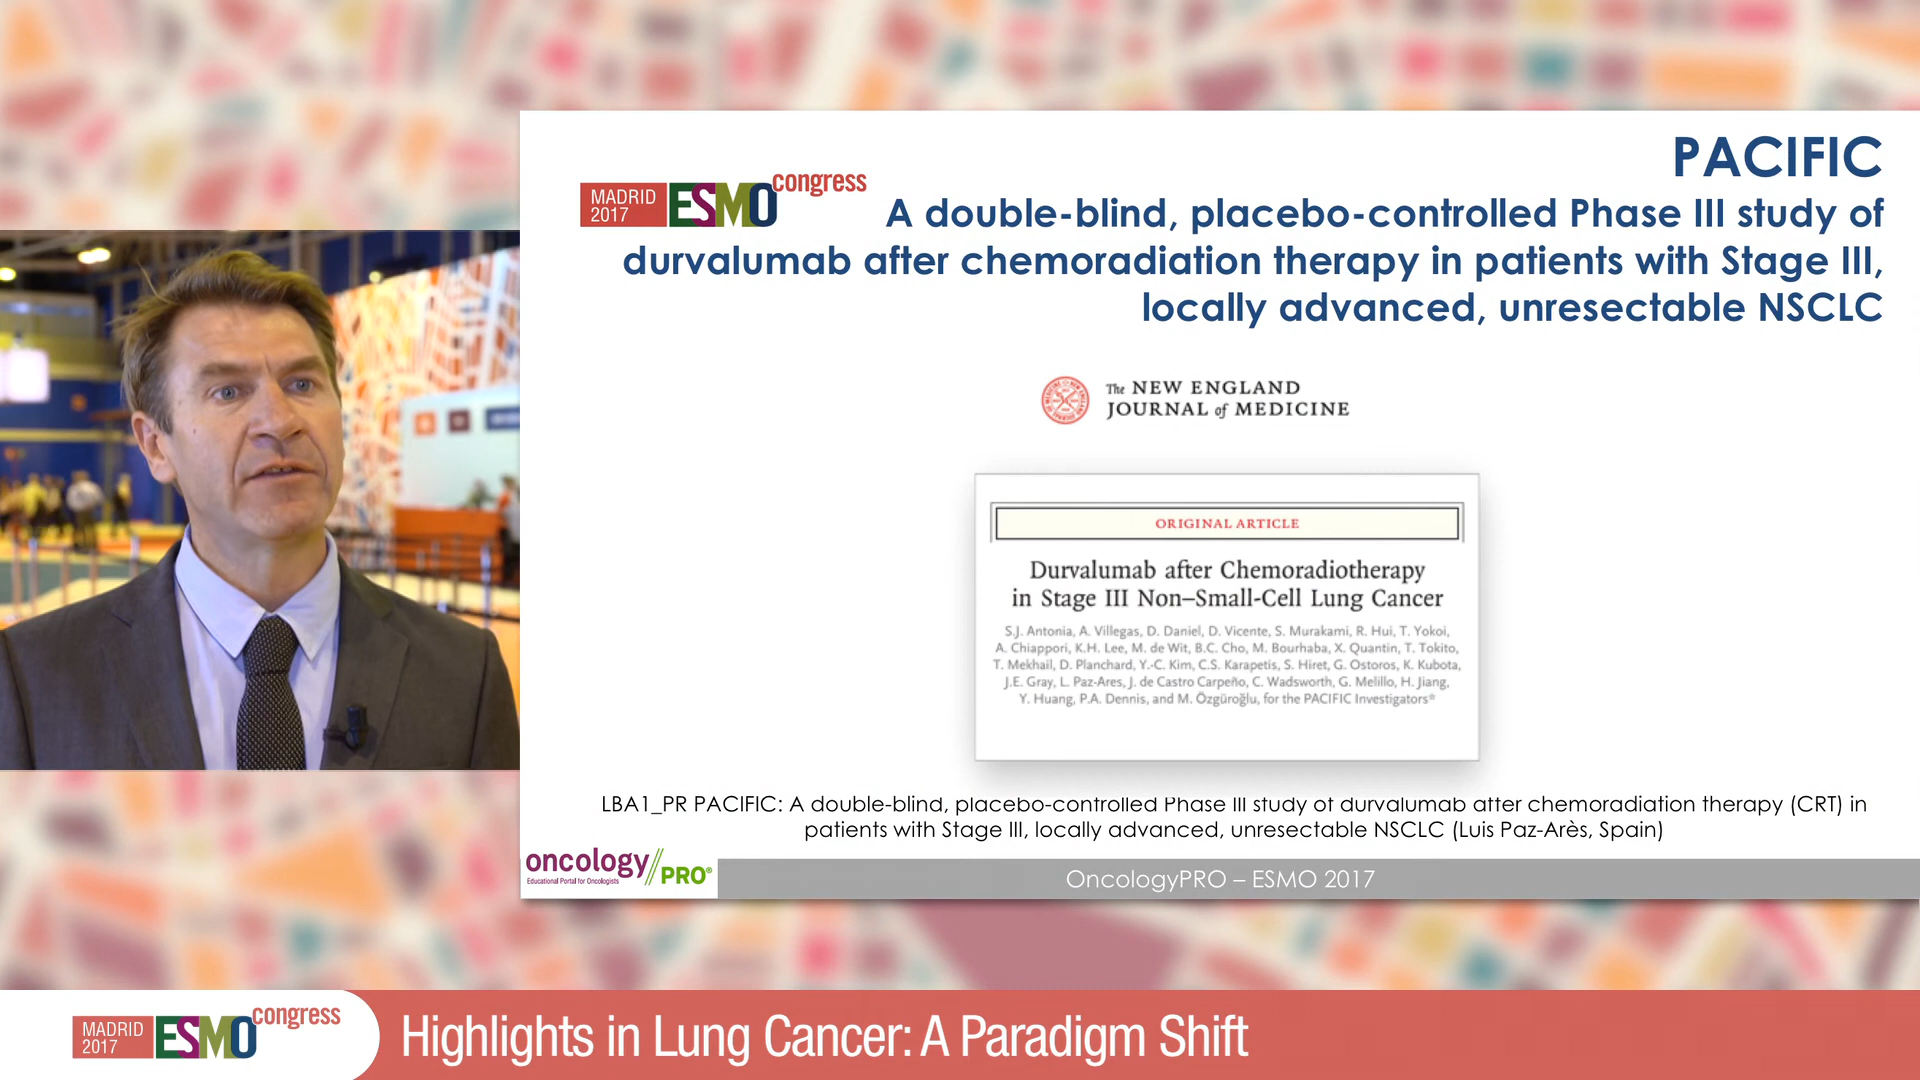 PACIFIC
MADRID
2017
ESMO congress
A double-blind, placebo-controlled Phase III study of
durvalumab after chemoradiation therapy in patients with Stage III,
locally advanced, unresectable NSCLC
The NEW ENGLAND
JOURNAL of MEDICINE
ORIGINAL ARTICLE
Durvalumab after Chemoradiotherapy
in Stage III Non–Small-Cell Lung Cancer
S.J. Antonia, A. Villegas, D. Daniel, D. Vicente, S. Murakami, R. Hui, T. Yokoi,
A. Chiappori, K.H. Lee, M. de Wit, B.C. Cho, M. Bourhaba, X. Quantin, T. Tokito,
T. Mekhail, D. Planchard, Y.-C. Kim, C.S. Karapetis, S. Hiret, G. Ostoros, K. Kubota,
J.E. Gray, L. Paz-Ares, J. de Castro Carpeño, C. Wadsworth, G. Melillo, H. Jiang,
Y. Huang, P.A. Dennis, and M. Özgüroğlu, for the PACIFIC Investigators*
LBA1_PR PACIFIC: A double-blind, placebo-controlled Phase III study of durvalumab after chemoradiation therapy (CRT) in
patients with Stage III, locally advanced, unresectable NSCLC (Luis Paz-Arès, Spain)
oncology//PRO®
Educational Portal for Oncologists
OncologyPRO – ESMO 2017
MADRID
2017
ESMO congress
Highlights in Lung Cancer: A Paradigm Shift